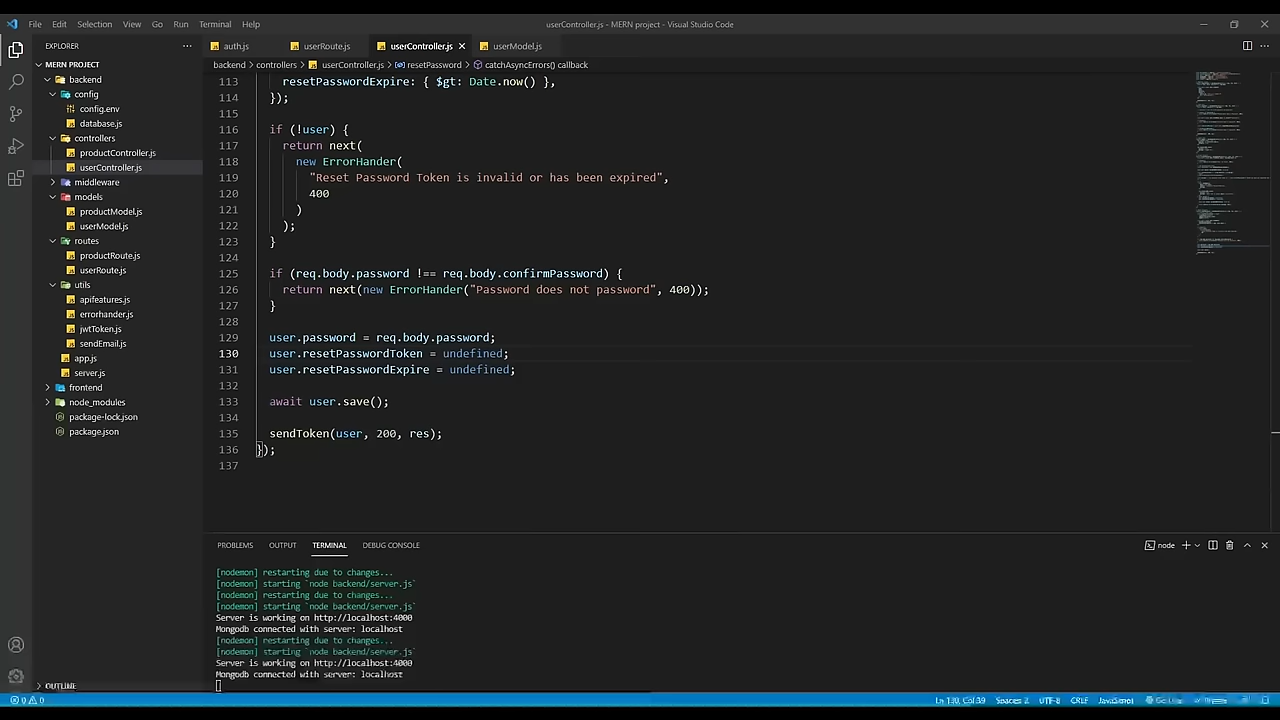 File Edit Selection View Go Run Terminal Help
userController.js - MERN project - Visual Studio Code
EXPLORER
MERN PROJECT
backend
config
config.env
database.js
controllers
productController.js
userController.js
middleware
models
productModel.js
userModel.js
routes
productRoute.js
userRoute.js
utils
apifeatures.js
errorhander.js
jwtToken.js
sendEmail.js
app.js
server.js
frontend
node_modules
package-lock.json
package.json
OUTLINE
auth.js userRoute.js userController.js userModel.js
backend > controllers > userController.js > resetPassword > catchAsyncErrors() callback
113 resetPasswordExpire: { $gt: Date.now() },
114 });
115
116 if (!user) {
117 return next(
118 new ErrorHander(
119 "Reset Password Token is invalid or has been expired",
120 400
121 )
122 );
123 }
124
125 if (req.body.password !== req.body.confirmPassword) {
126 return next(new ErrorHander("Password does not password", 400));
127 }
128
129 user.password = req.body.password;
130 user.resetPasswordToken = undefined;
131 user.resetPasswordExpire = undefined;
132
133 await user.save();
134
135 sendToken(user, 200, res);
136 });
137
PROBLEMS OUTPUT TERMINAL DEBUG CONSOLE
node
[nodemon] restarting due to changes...
[nodemon] starting `node backend/server.js`
[nodemon] restarting due to changes...
[nodemon] starting `node backend/server.js`
Server is working on http://localhost:4000
Mongodb connected with server: localhost
[nodemon] restarting due to changes...
[nodemon] starting `node backend/server.js`
Server is working on http://localhost:4000
Mongodb connected with server: localhost
0 0
Ln 130, Col 39 Spaces: 2 UTF-8 CRLF JavaScript